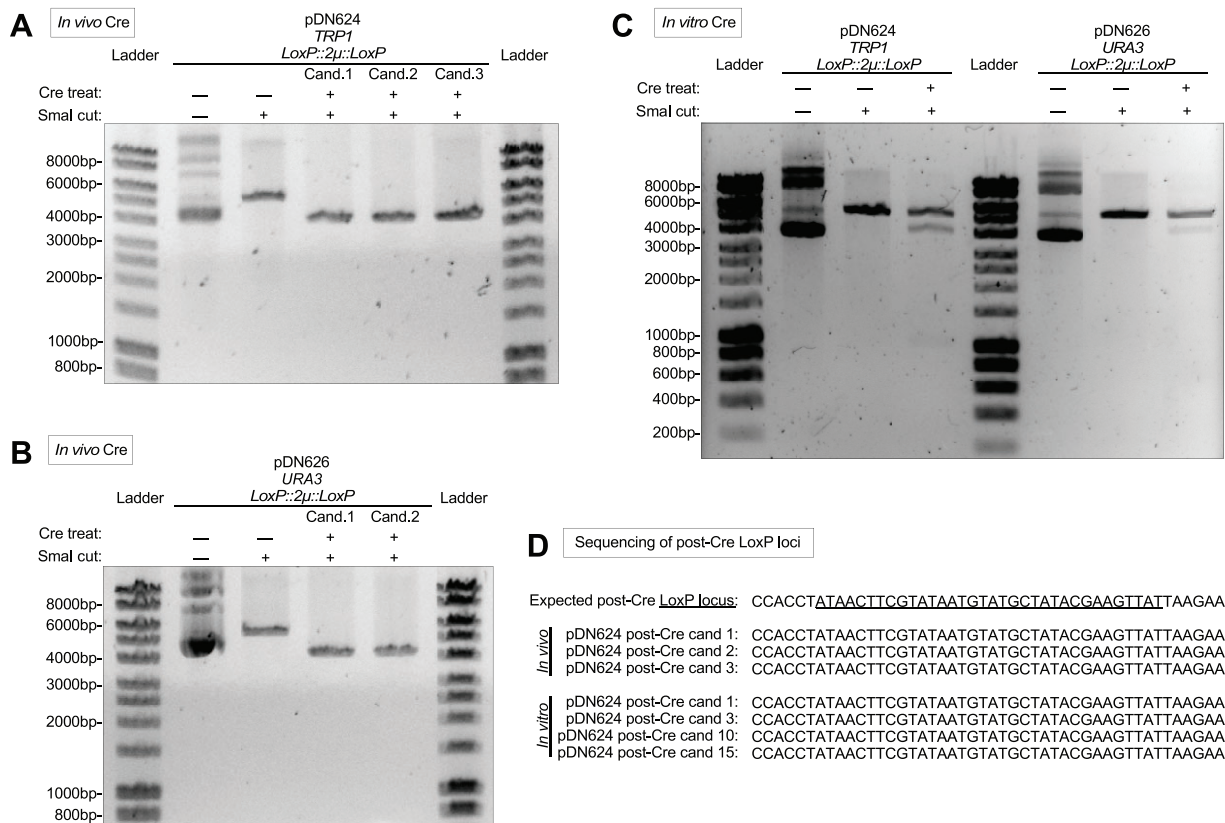 A
In vivo Cre
pDN624
TRP1
LoxP::2µ::LoxP
Ladder
Ladder
Cand.1 Cand.2 Cand.3
Cre treat: — — + + +
SmaI cut: — + + + +
8000bp
6000bp
4000bp
3000bp
2000bp
1000bp
800bp
B
In vivo Cre
pDN626
URA3
LoxP::2µ::LoxP
Ladder
Ladder
Cand.1 Cand.2
Cre treat: — — + +
SmaI cut: — + + +
8000bp
6000bp
4000bp
3000bp
2000bp
1000bp
800bp
C
In vitro Cre
pDN624
TRP1
LoxP::2µ::LoxP
pDN626
URA3
LoxP::2µ::LoxP
Ladder
Ladder
Cre treat: — — + — — +
SmaI cut: — + + — + +
8000bp
6000bp
4000bp
3000bp
1000bp
800bp
600bp
400bp
200bp
D
Sequencing of post-Cre LoxP loci
Expected post-Cre LoxP locus: CCACCTATAACTTCGTATAATGTATGCTATACGAAGTTATTAAGAA
In vivo
pDN624 post-Cre cand 1: CCACCTATAACTTCGTATAATGTATGCTATACGAAGTTATTAAGAA
pDN624 post-Cre cand 2: CCACCTATAACTTCGTATAATGTATGCTATACGAAGTTATTAAGAA
pDN624 post-Cre cand 3: CCACCTATAACTTCGTATAATGTATGCTATACGAAGTTATTAAGAA
In vitro
pDN624 post-Cre cand 1: CCACCTATAACTTCGTATAATGTATGCTATACGAAGTTATTAAGAA
pDN624 post-Cre cand 3: CCACCTATAACTTCGTATAATGTATGCTATACGAAGTTATTAAGAA
pDN624 post-Cre cand 10: CCACCTATAACTTCGTATAATGTATGCTATACGAAGTTATTAAGAA
pDN624 post-Cre cand 15: CCACCTATAACTTCGTATAATGTATGCTATACGAAGTTATTAAGAA